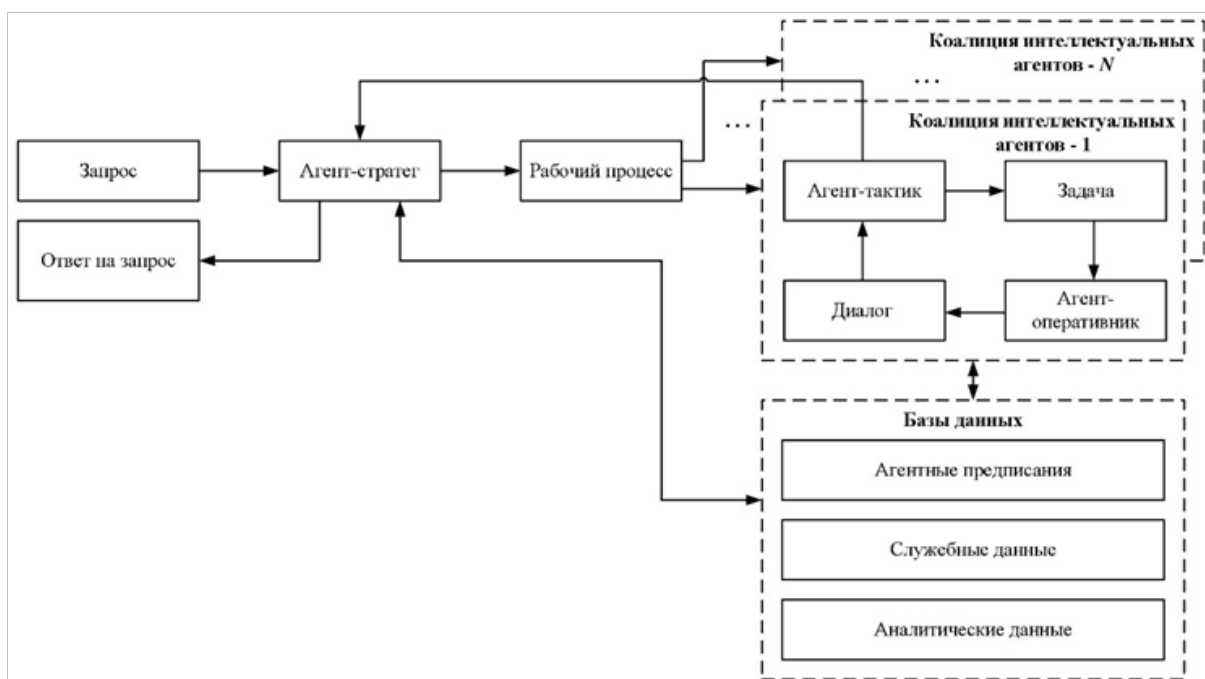 Коалиция интеллектуальных
агентов - N
...
...
Коалиция интеллектуальных
агентов - 1
Запрос
Агент-стратег
Рабочий процесс
Агент-тактик
Задача
Ответ на запрос
Диалог
Агент-
оперативник
Базы данных
Агентные предписания
Служебные данные
Аналитические данные